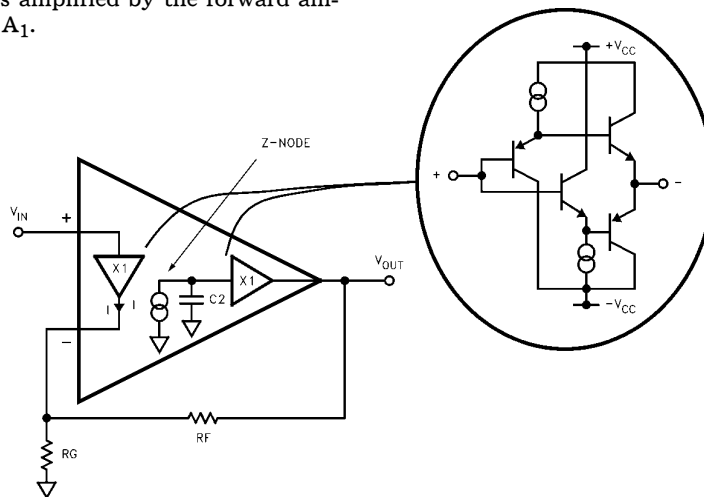 s amplified by the forward am-
A1.
+VCC
Z-NODE
+
-
VIN
+
X1
I
I
X1
C2
VOUT
-VCC
-
RF
RG